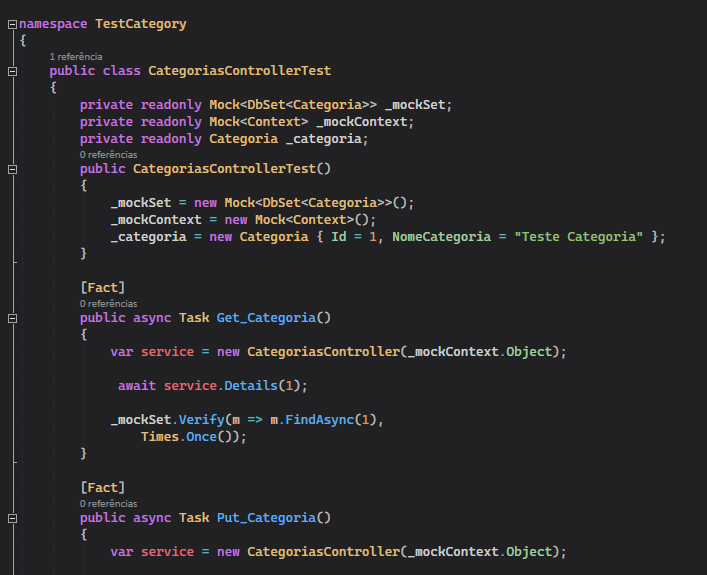 namespace TestCategory
{
1 referência
public class CategoriasControllerTest
{
private readonly Mock<DbSet<Categoria>> _mockSet;
private readonly Mock<Context> _mockContext;
private readonly Categoria _categoria;
0 referências
public CategoriasControllerTest()
{
_mockSet = new Mock<DbSet<Categoria>>();
_mockContext = new Mock<Context>();
_categoria = new Categoria { Id = 1, NomeCategoria = "Teste Categoria" };
}
[Fact]
0 referências
public async Task Get_Categoria()
{
var service = new CategoriasController(_mockContext.Object);
await service.Details(1);
_mockSet.Verify(m => m.FindAsync(1),
Times.Once());
}
[Fact]
0 referências
public async Task Put_Categoria()
{
var service = new CategoriasController(_mockContext.Object);